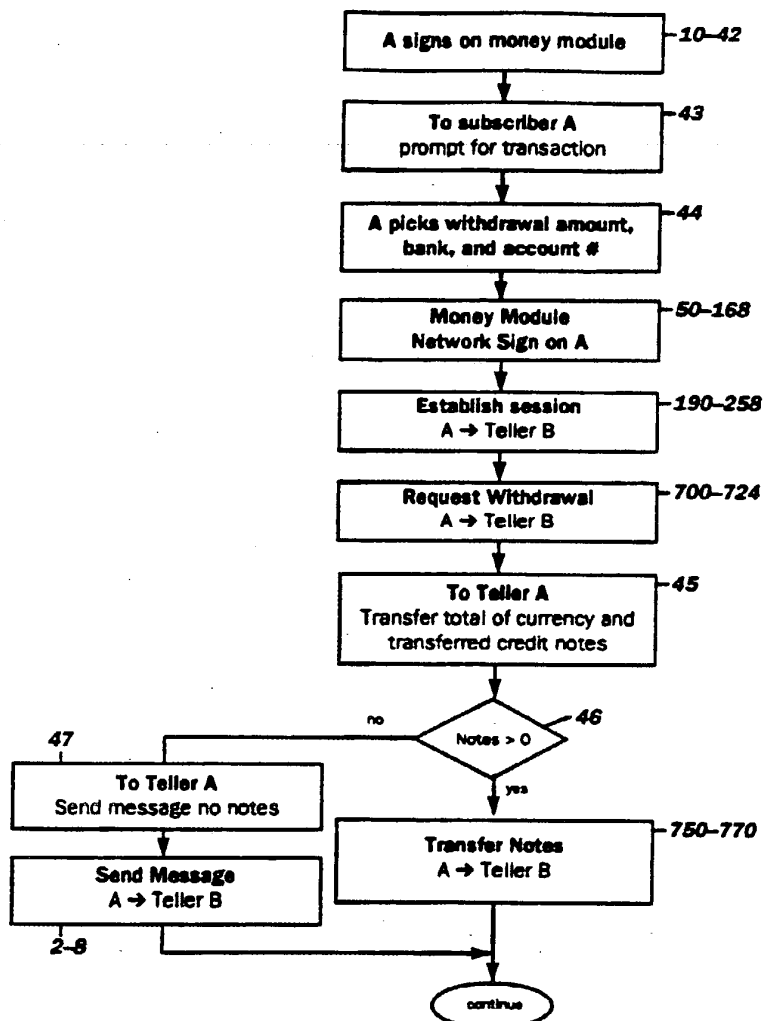 A signs on money module
10–42
To subscriber A
prompt for transaction
43
A picks withdrawal amount,
bank, and account #
44
Money Module
Network Sign on A
50–168
Establish session
A → Teller B
190–258
Request Withdrawal
A → Teller B
700–724
To Teller A
Transfer total of currency and
transferred credit notes
45
Notes > 0
46
no
yes
47
To Teller A
Send message no notes
Send Message
A → Teller B
2–8
Transfer Notes
A → Teller B
750–770
continue